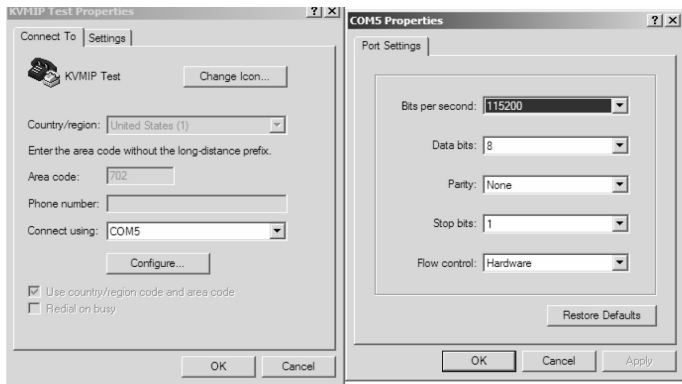 KVMIP Test Properties
Connect To
Settings
KVMIP Test
Change Icon...
Country/region: United States (1)
Enter the area code without the long-distance prefix.
Area code: 702
Phone number:
Connect using: COM5
Configure...
Use country/region code and area code
Redial on busy
OK
Cancel
COM5 Properties
Port Settings
Bits per second: 115200
Data bits: 8
Parity: None
Stop bits: 1
Flow control: Hardware
Restore Defaults
OK
Cancel
Apply